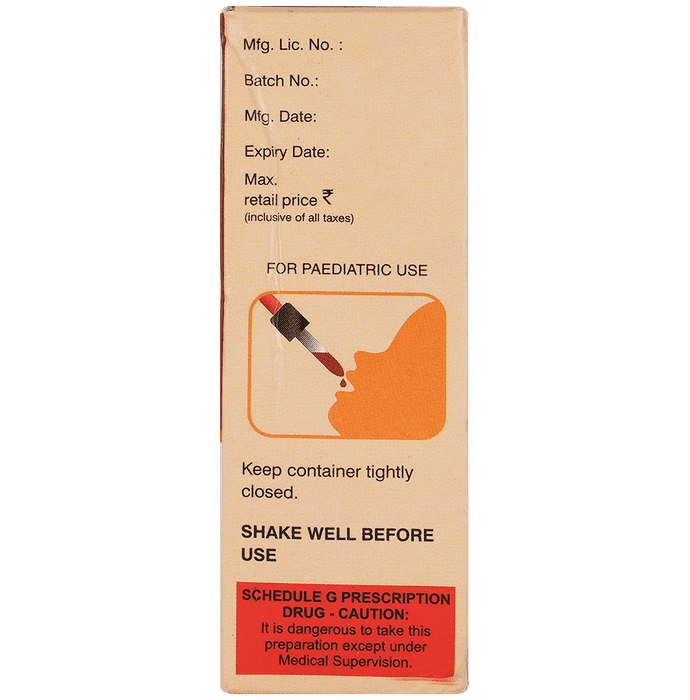 Mfg. Lic. No. :
Batch No.:
Mfg. Date:
Expiry Date:
Max.
retail price ₹
(inclusive of all taxes)
FOR PAEDIATRIC USE
Keep container tightly
closed.
SHAKE WELL BEFORE
USE
SCHEDULE G PRESCRIPTION
DRUG - CAUTION:
It is dangerous to take this
preparation except under
Medical Supervision.